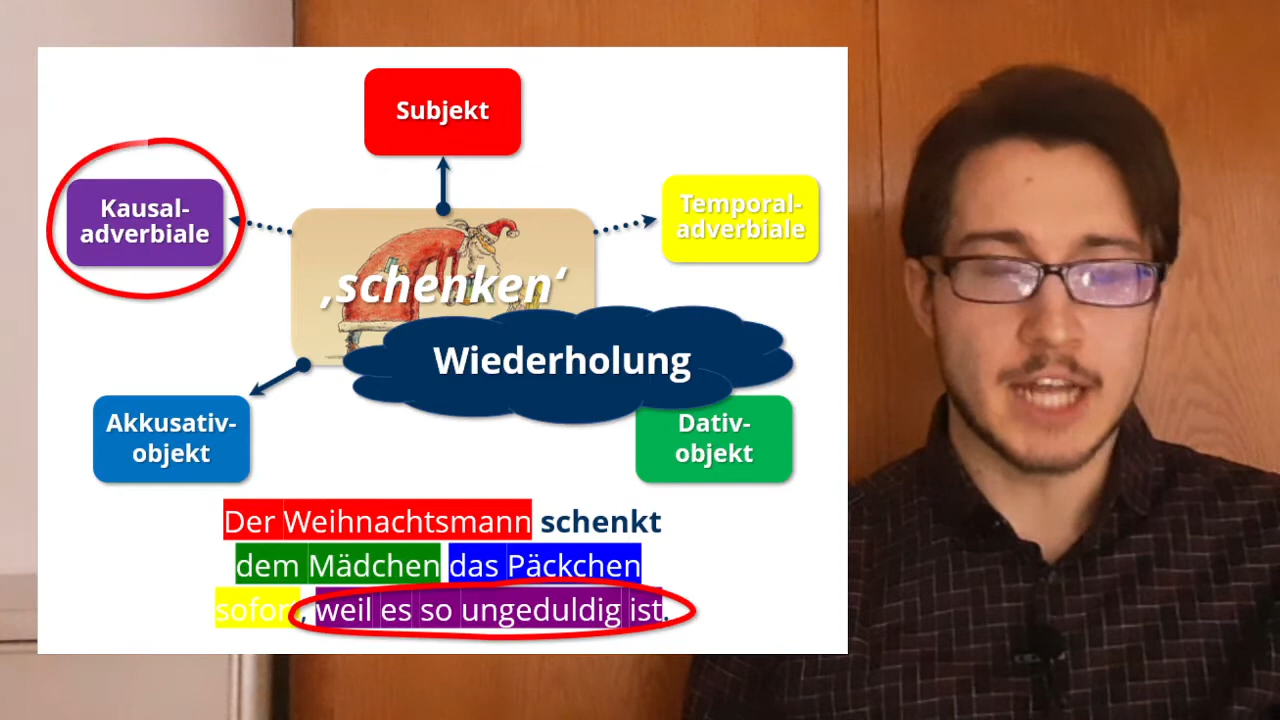 Subjekt
Kausal-
adverbiale
Temporal-
adverbiale
‚schenken‘
Wiederholung
Akkusativ-
objekt
Dativ-
objekt
Der Weihnachtsmann schenkt
dem Mädchen das Päckchen
sofort, weil es so ungeduldig ist.